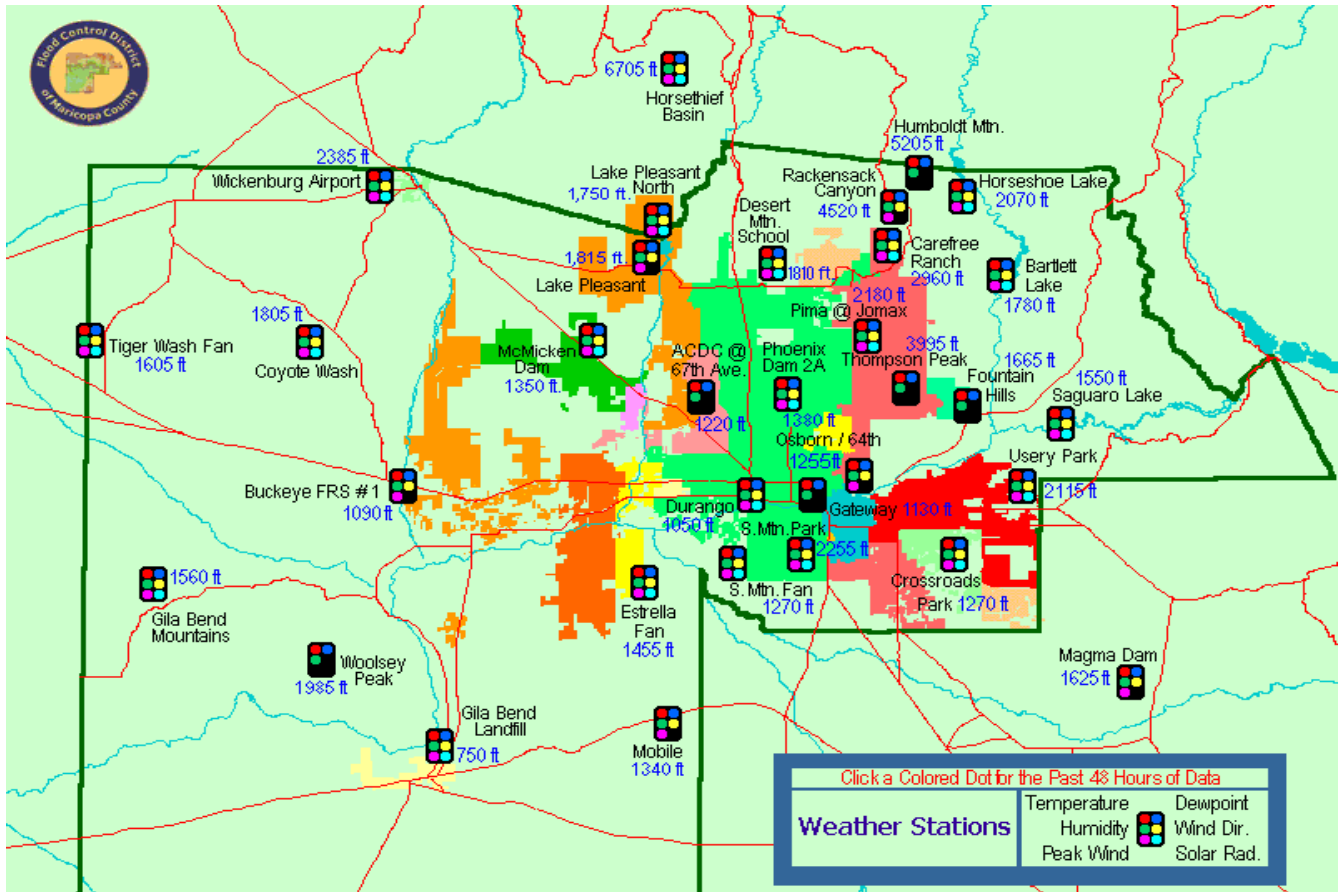 Flood Control District
of Maricopa County
6705 ft
Horsethief
Basin
Humboldt Mtn.
5205 ft
2385 ft
Wickenburg Airport
Lake Pleasant
North
1,750 ft.
Rackensack
Canyon
4520 ft
Horseshoe Lake
2070 ft
Desert
Mtn.
School
1810 ft.
1,815 ft.
Lake Pleasant
Carefree
Ranch
2960 ft
Bartlett
Lake
1780 ft
2180 ft
Pima @ Jomax
1805 ft
Coyote Wash
Tiger Wash Fan
1605 ft
McMicken
Dam
1350 ft.
ACDC @
67th Ave.
1220 ft
Phoenix
Dam 2A
1380 ft
3995 ft
Thompson Peak
1665 ft
Fountain
Hills
1550 ft
Saguaro Lake
Osborn / 64th
1255 ft
Usery Park
2115 ft
Buckeye FRS #1
1090 ft
Durango
1050 ft
Gateway 1130 ft
S.Mtn.Park
2255 ft
S.Mtn. Fan
1270 ft
Crossroads
Park 1270 ft
1560 ft
Gila Bend
Mountains
Estrella
Fan
1455 ft
Woolsey
Peak
1985 ft
Magma Dam
1625 ft
Gila Bend
Landfill
750 ft
Mobile
1340 ft
Click a Colored Dot for the Past 48 Hours of Data
Weather Stations
Temperature Dewpoint
Humidity Wind Dir.
Peak Wind Solar Rad.